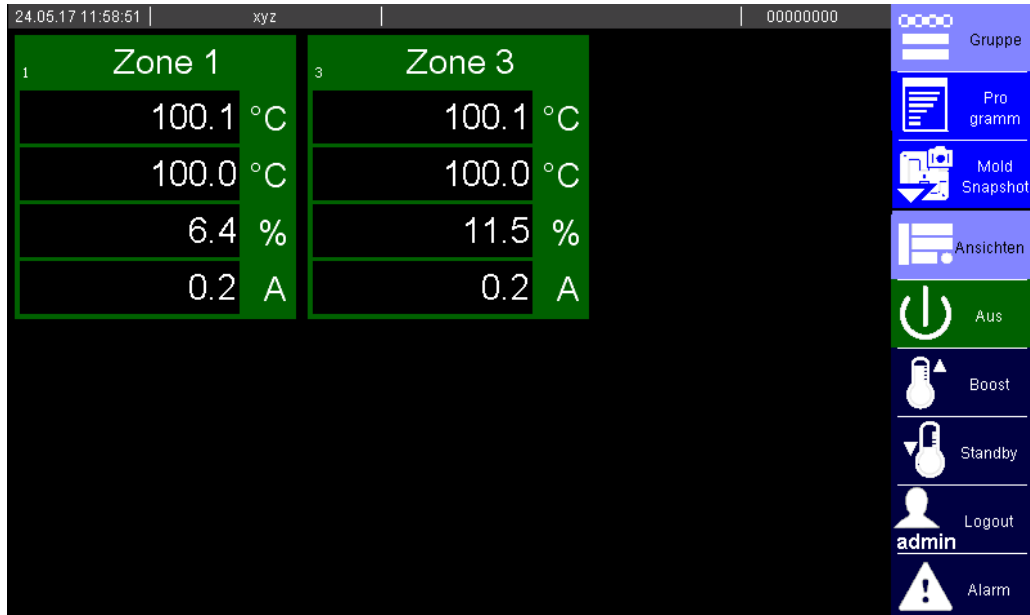 24.05.17 11:58:51 xyz 00000000
1 Zone 1
100.1 °C
100.0 °C
6.4 %
0.2 A
3 Zone 3
100.1 °C
100.0 °C
11.5 %
0.2 A
Gruppe
Pro
gramm
Mold
Snapshot
Ansichten
Aus
Boost
Standby
Logout
admin
Alarm